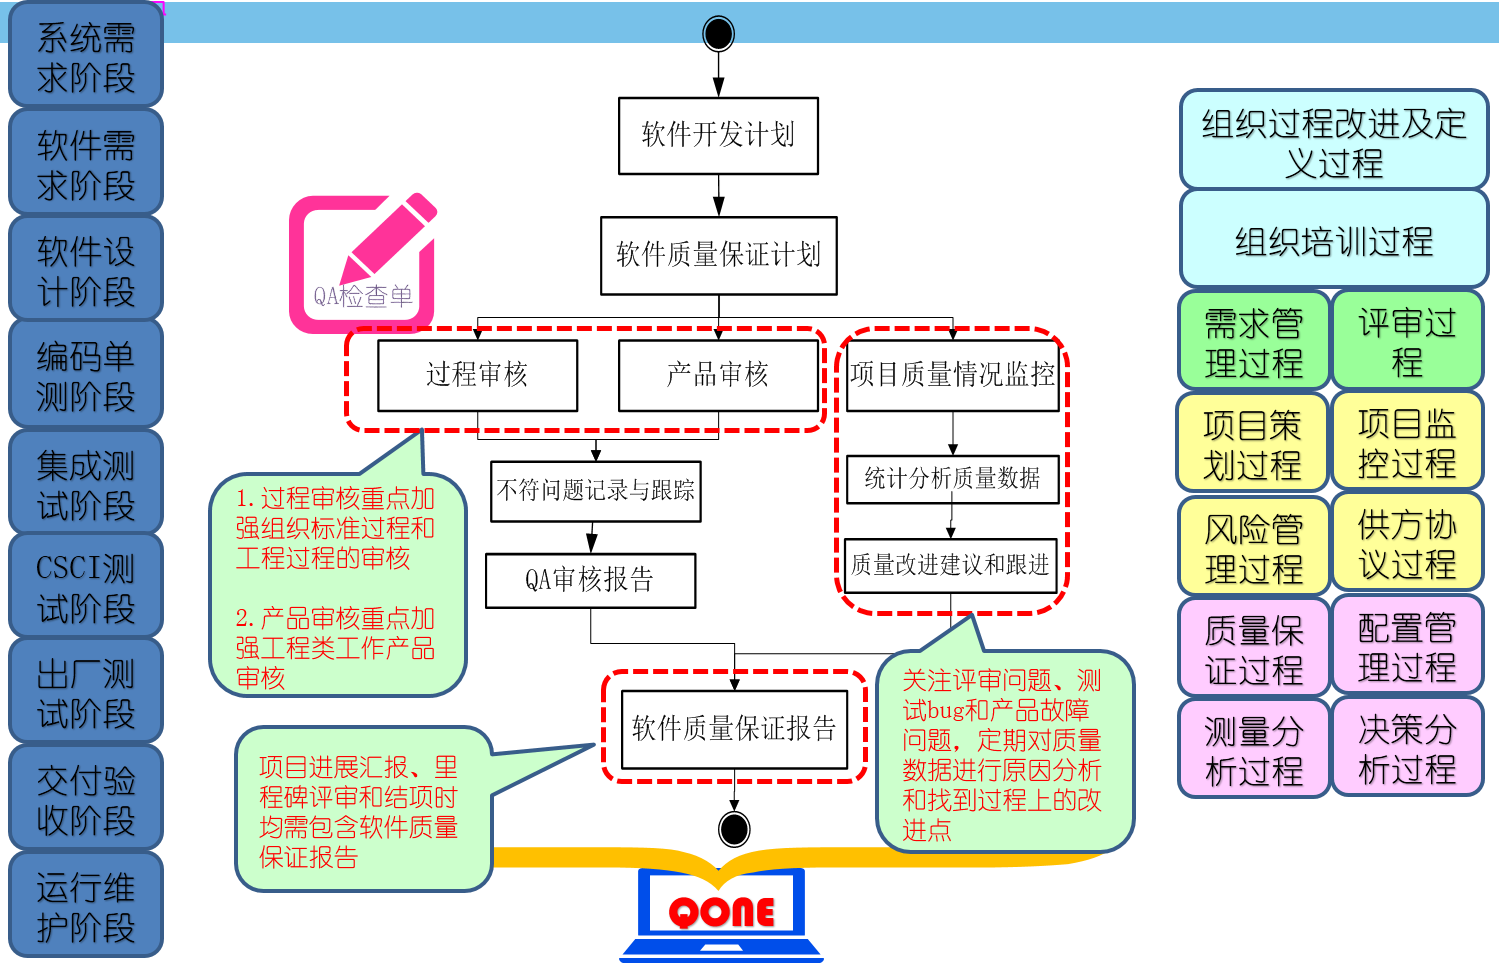 系统需
求阶段
软件需
求阶段
软件设
计阶段
编码单
测阶段
集成测
试阶段
CSCI测
试阶段
出厂测
试阶段
交付验
收阶段
运行维
护阶段
软件开发计划
软件质量保证计划
QA检查单
过程审核
产品审核
项目质量情况监控
不符问题记录与跟踪
统计分析质量数据
QA审核报告
质量改进建议和跟进
软件质量保证报告
1.过程审核重点加
强组织标准过程和
工程过程的审核
2.产品审核重点加
强工程类工作产品
审核
项目进展汇报、里
程碑评审和结项时
均需包含软件质量
保证报告
关注评审问题、测
试bug和产品故障
问题，定期对质量
数据进行原因分析
和找到过程上的改
进点
QONE
组织过程改进及定
义过程
组织培训过程
需求管
理过程
评审过
程
项目策
划过程
项目监
控过程
风险管
理过程
供方协
议过程
质量保
证过程
配置管
理过程
测量分
析过程
决策分
析过程